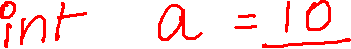 int a = 10